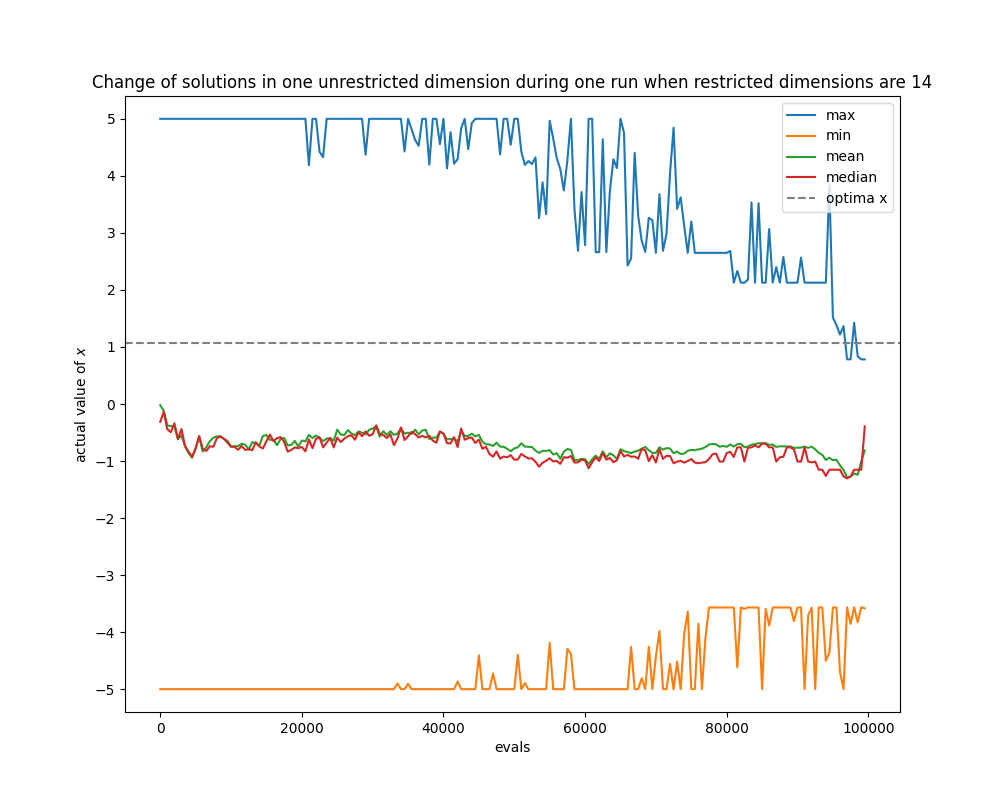 Change of solutions in one unrestricted dimension during one run when restricted dimensions are 14
max
min
mean
median
optima x
5
4
3
2
1
0
−1
−2
−3
−4
−5
actual value of x
0 20000 40000 60000 80000 100000
evals